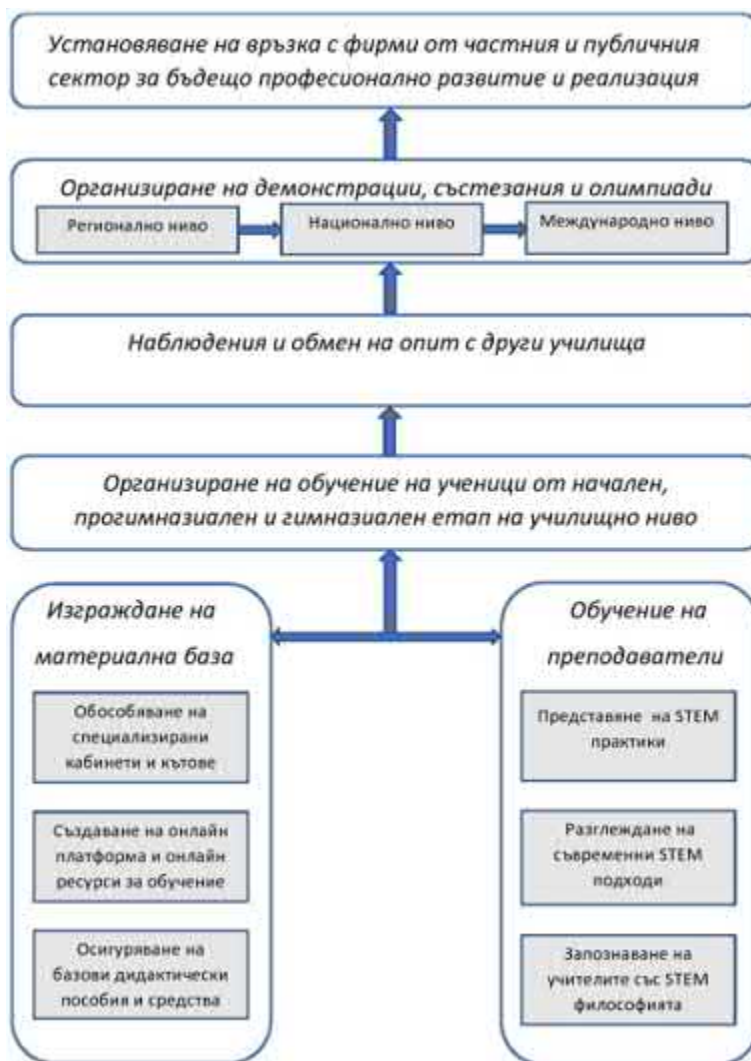 Установяване на връзка с фирми от частния и публичния
сектор за бъдещо професионално развитие и реализация
Организиране на демонстрации, състезания и олимпиади
Регионално ниво
Национално ниво
Международно ниво
Наблюдения и обмен на опит с други училища
Организиране на обучение на ученици от начален,
прогимназиален и гимназиален етап на училищно ниво
Изграждане на
материална база
Обособяване на
специализирани
кабинети и кътове
Създаване на онлайн
платформа и онлайн
ресурси за обучение
Осигуряване на
базови дидактически
пособия и средства
Обучение на
преподаватели
Представяне на STEM
практики
Разглеждане на
съвременни STEM
подходи
Запознаване на
учителите със STEM
философията